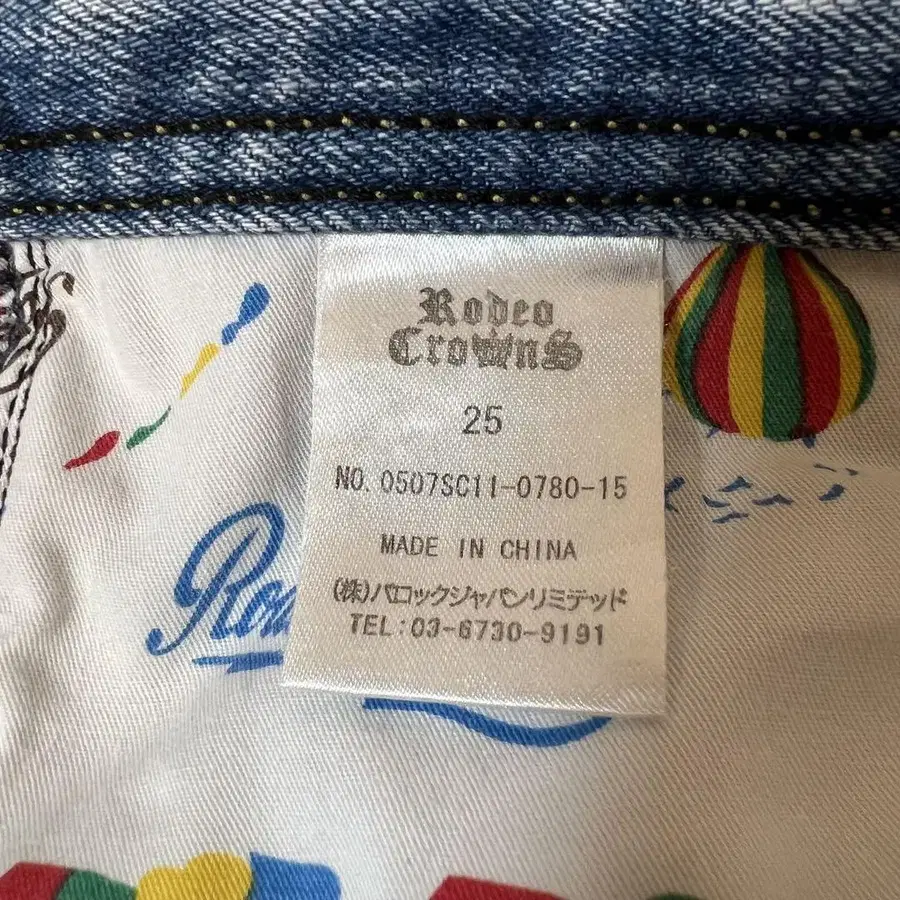 Rodeo
Crowns
25
NO. 0507SC11-0780-15
MADE IN CHINA
(株)バロックジャパンリミテッド
TEL:03-6730-9191